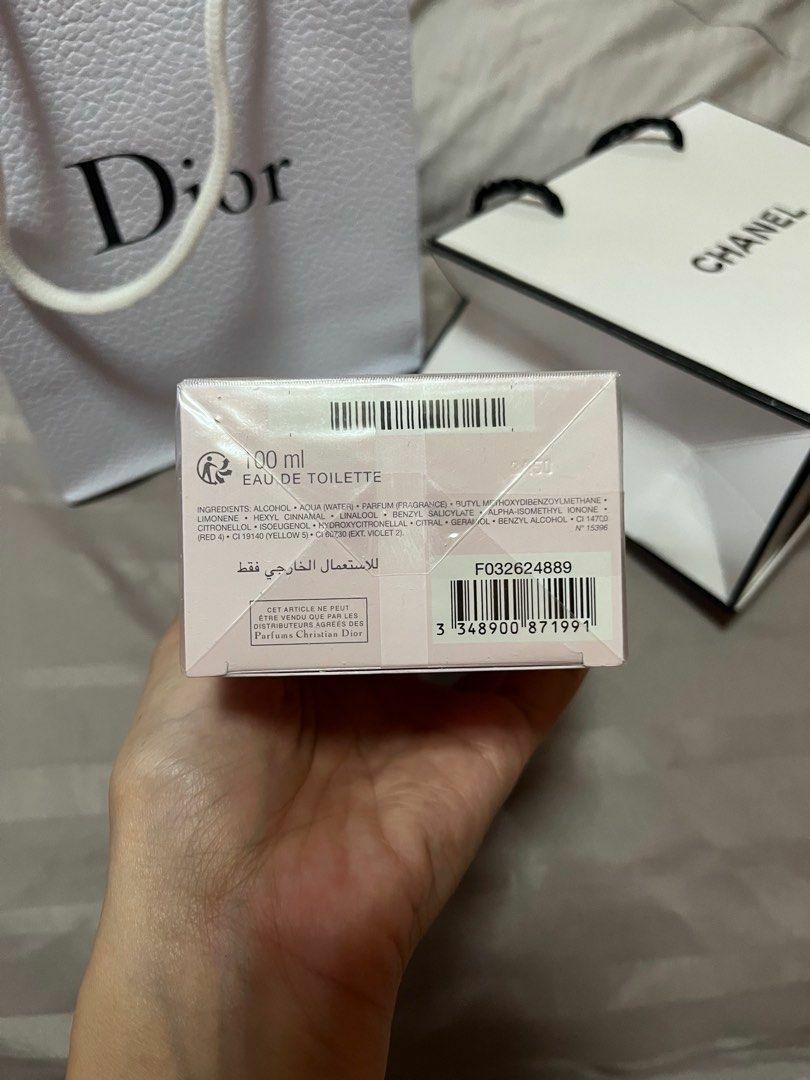 Dior
CHANEL
100 ml
EAU DE TOILETTE
INGREDIENTS: ALCOHOL • AQUA (WATER) • PARFUM (FRAGRANCE) • BUTYL METHOXYDIBENZOYLMETHANE •
LIMONENE • HEXYL CINNAMAL • LINALOOL • BENZYL SALICYLATE • ALPHA-ISOMETHYL IONONE •
CITRONELLOL • ISOEUGENOL • HYDROXYCITRONELLAL • CITRAL • GERANIOL • BENZYL ALCOHOL • CI 14700
(RED 4) • CI 19140 (YELLOW 5) • CI 60730 (EXT. VIOLET 2).
N° 15396
للاستعمال الخارجي فقط
F032624889
CET ARTICLE NE PEUT
ÊTRE VENDU QUE PAR LES
DISTRIBUTEURS AGRÉÉS DES
Parfums Christian Dior
3 348900 871991